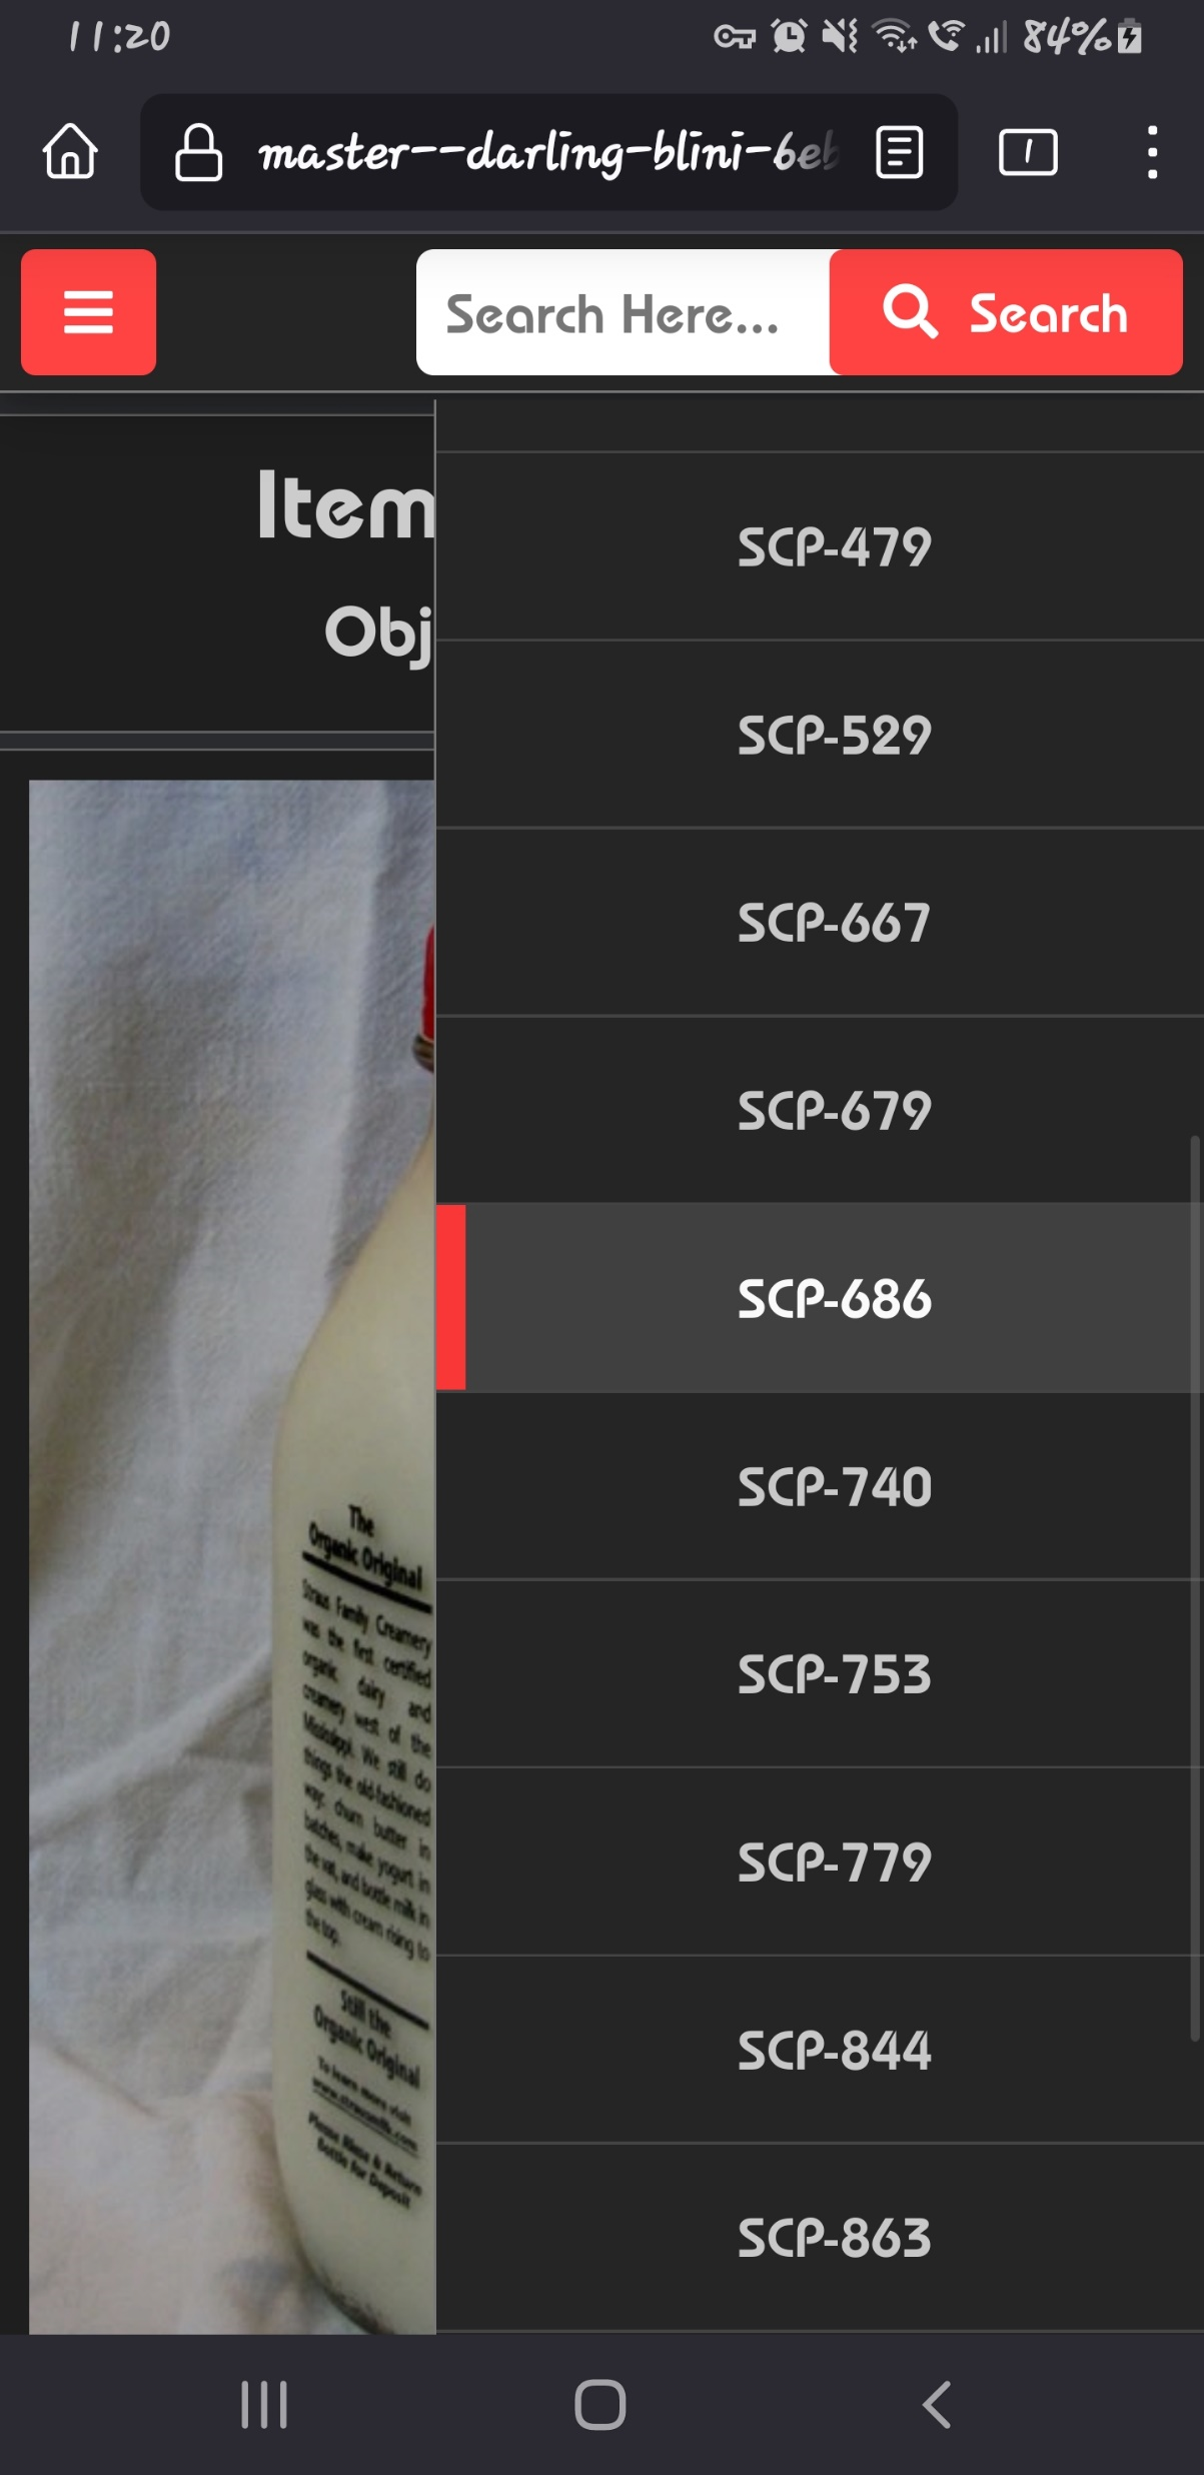 11:20
84%
master--darling-blini-6eb
1
Search Here...
Search
Item
Obj
SCP-479
SCP-529
SCP-667
SCP-679
SCP-686
SCP-740
SCP-753
SCP-779
SCP-844
SCP-863
The
Organic Original
Straus Family Creamery
was the first certified
organic dairy and
creamery west of the
Mississippi. We still do
things the old-fashioned
way: churn butter in
batches, make yogurt in
the vat, and bottle milk in
glass with cream rising to
the top.
Still the
Organic Original
To learn more visit
www.strausmilk.com
Please Rinse & Return
Bottle for Deposit